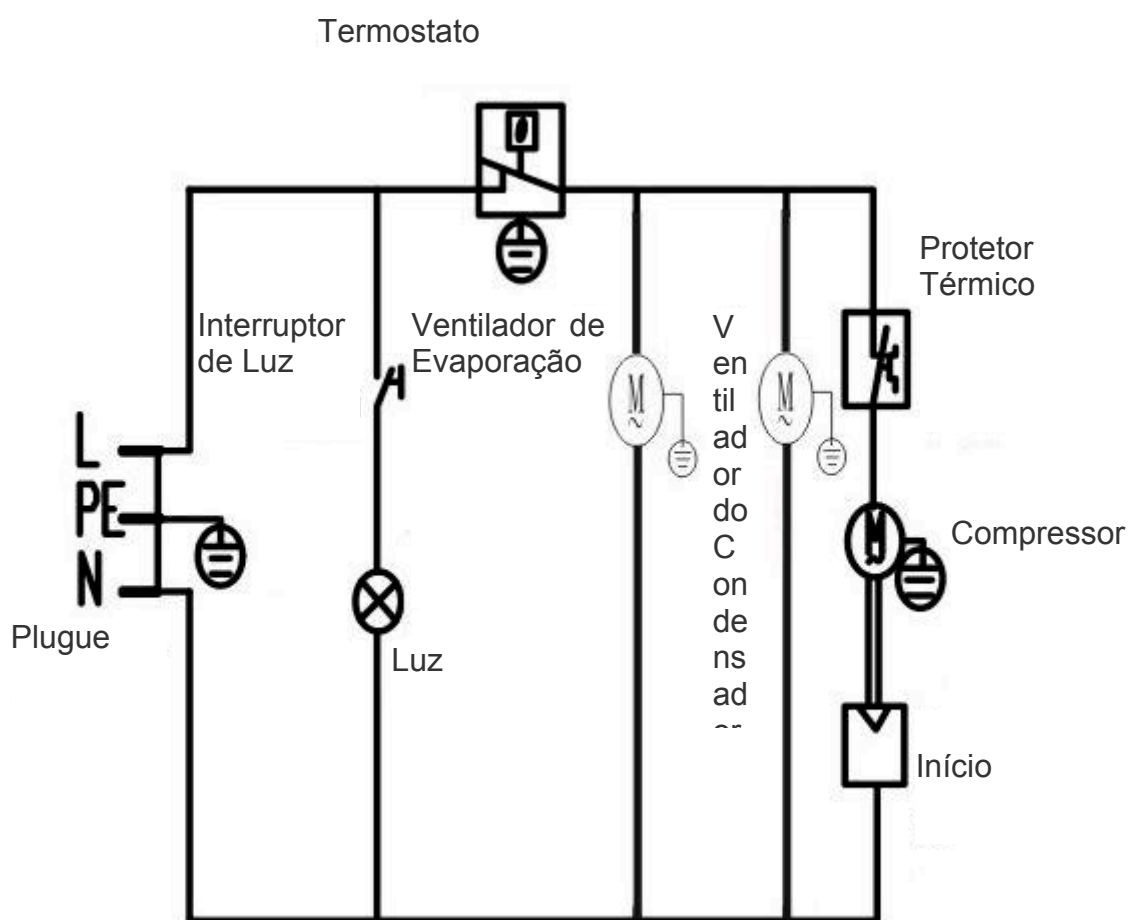 Termostato
Protetor
Térmico
Interruptor
de Luz
Ventilador de
Evaporação
V
en
til
ad
or
do
C
on
de
ns
ad
or
M
~
M
~
L
PE
N
M
~
Compressor
Plugue
Luz
Início